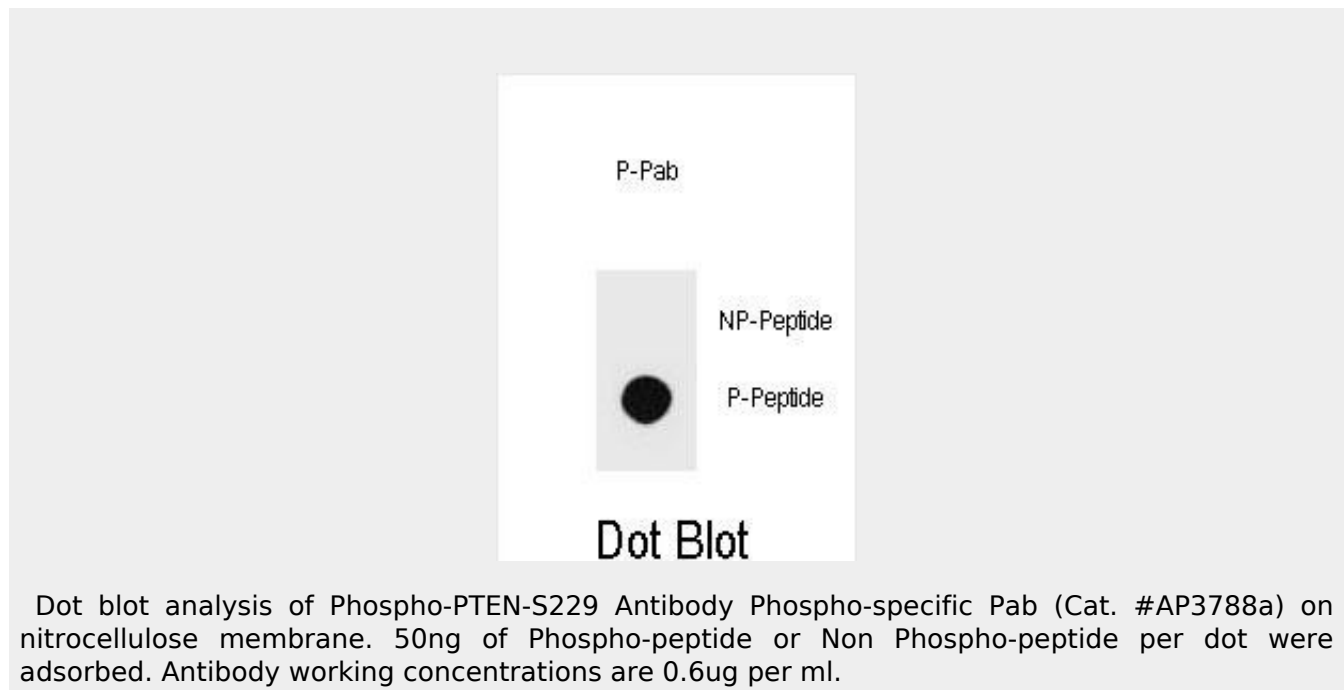 P-Pab
NP-Peptide
P-Peptide
Dot Blot
Dot blot analysis of Phospho-PTEN-S229 Antibody Phospho-specific Pab (Cat. #AP3788a) on
nitrocellulose membrane. 50ng of Phospho-peptide or Non Phospho-peptide per dot were
adsorbed. Antibody working concentrations are 0.6ug per ml.